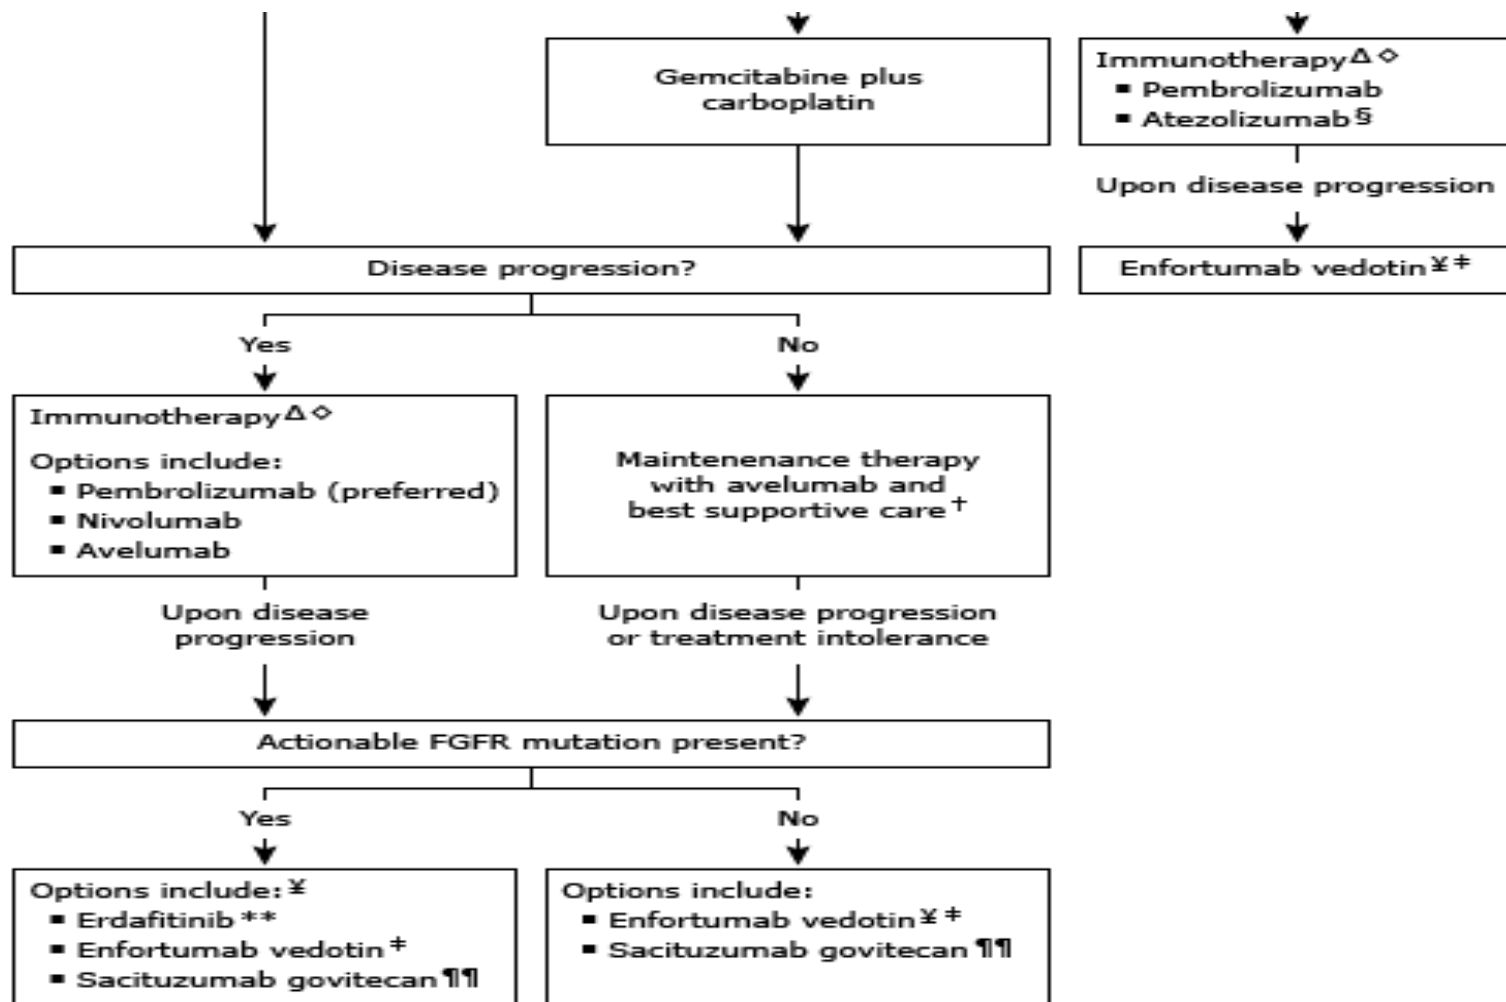 Gemcitabine plus
carboplatin
Immunotherapy Δ ◇
▪ Pembrolizumab
▪ Atezolizumab §
Upon disease progression
Disease progression?
Enfortumab vedotin ¥ ‡
Yes
No
Immunotherapy Δ ◇
Options include:
▪ Pembrolizumab (preferred)
▪ Nivolumab
▪ Avelumab
Maintenenance therapy
with avelumab and
best supportive care †
Upon disease
progression
Upon disease progression
or treatment intolerance
Actionable FGFR mutation present?
Yes
No
Options include: ¥
▪ Erdafitinib **
▪ Enfortumab vedotin ‡
▪ Sacituzumab govitecan ¶¶
Options include:
▪ Enfortumab vedotin ¥ ‡
▪ Sacituzumab govitecan ¶¶